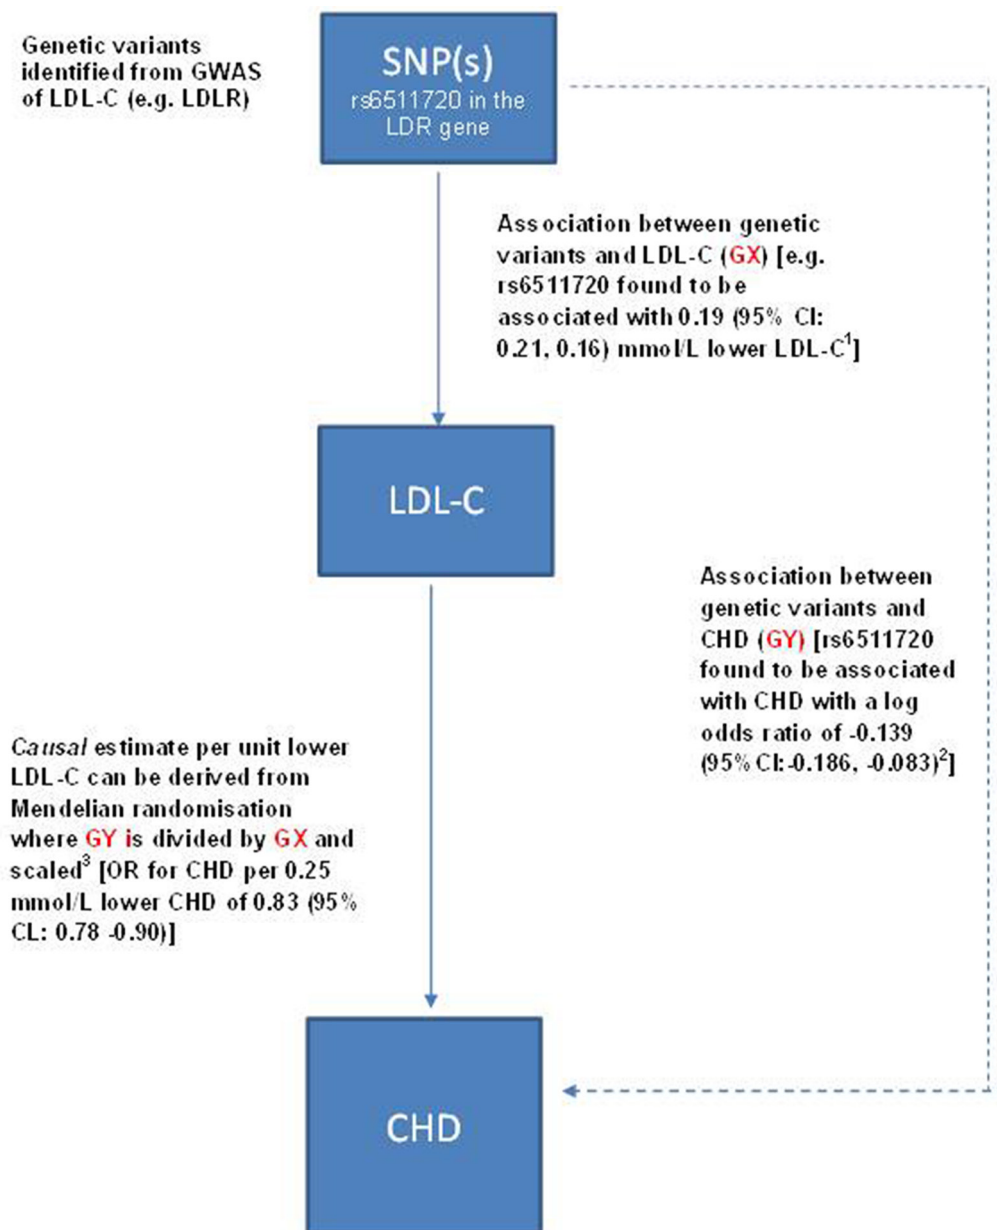 Genetic variants
identified from GWAS
of LDL-C (e.g. LDLR)
SNP(s)
rs6511720 in the
LDR gene
Association between genetic
variants and LDL-C (GX) [e.g.
rs6511720 found to be
associated with 0.19 (95% CI:
0.21, 0.16) mmol/L lower LDL-C¹]
LDL-C
Association between
genetic variants and
CHD (GY) [rs6511720
found to be associated
with CHD with a log
odds ratio of -0.139
(95% CI:-0.186, -0.083)²]
Causal estimate per unit lower
LDL-C can be derived from
Mendelian randomisation
where GY is divided by GX and
scaled³ [OR for CHD per 0.25
mmol/L lower CHD of 0.83 (95%
CL: 0.78 -0.90)]
CHD